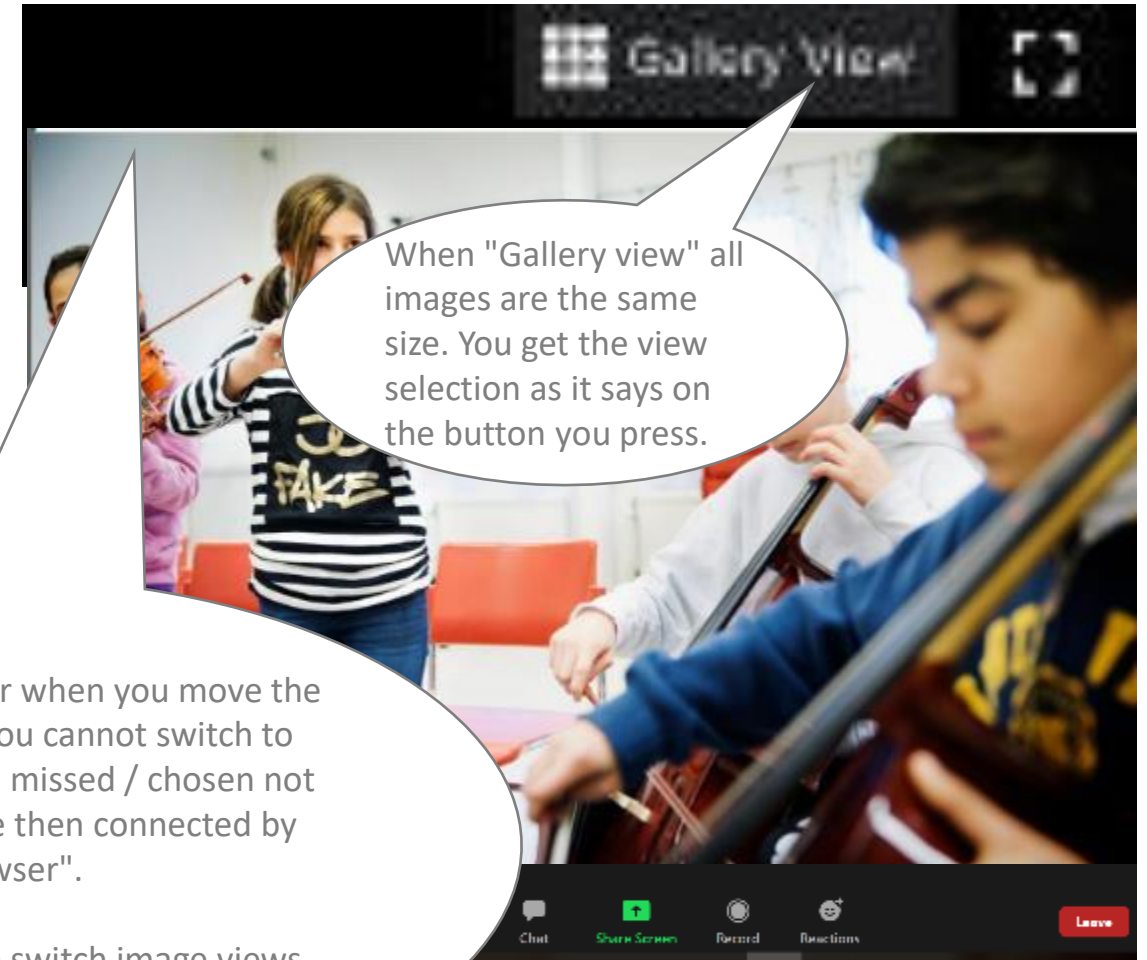 Gallery View
When "Gallery view" all
images are the same
size. You get the view
selection as it says on
the button you press.
FAKE
r when you move the
ou cannot switch to
missed / chosen not
e then connected by
wser".
switch image views
Chat
Share Screen
Record
Reactions
Leave